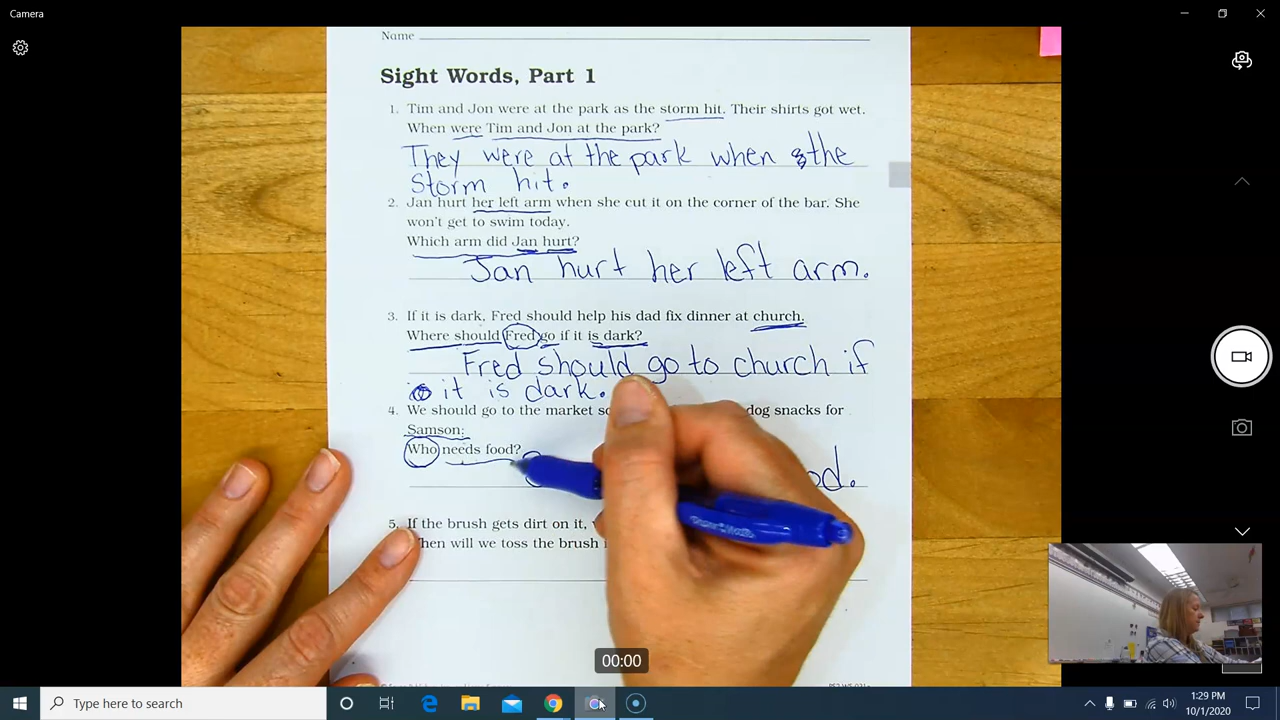 Camera
Name
Sight Words, Part 1
1. Tim and Jon were at the park as the storm hit. Their shirts got wet.
When were Tim and Jon at the park?
They were at the park when the
Storm hit.
2. Jan hurt her left arm when she cut it on the corner of the bar. She
won't get to swim today.
Which arm did Jan hurt?
Jan hurt her left arm.
3. If it is dark, Fred should help his dad fix dinner at church.
Where should Fred go if it is dark?
Fred should go to church if
it is dark.
4. We should go to the market dog snacks for
Samson.
Who needs food?
5. If the brush gets dirt on it,
When will we toss the brush
00:00
Type here to search
1:29 PM
10/1/2020